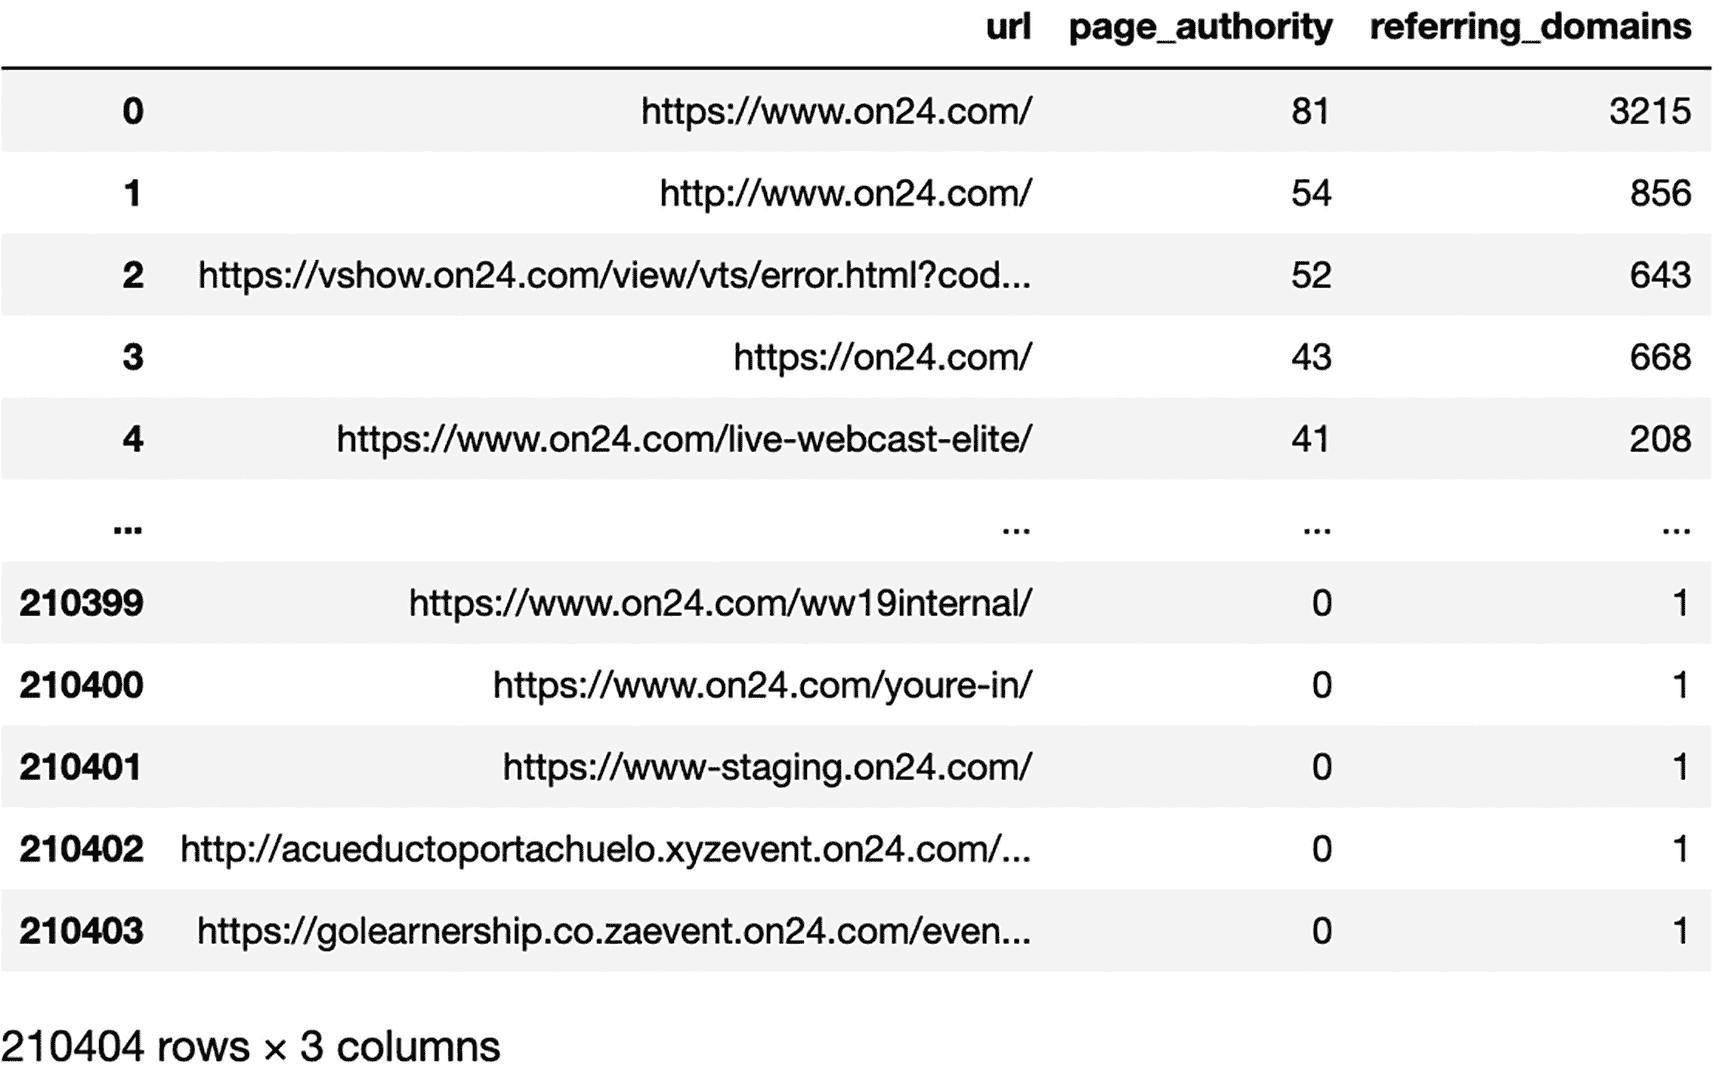 url page_authority referring_domains
0 https://www.on24.com/ 81 3215
1 http://www.on24.com/ 54 856
2 https://vshow.on24.com/view/vts/error.html?cod... 52 643
3 https://on24.com/ 43 668
4 https://www.on24.com/live-webcast-elite/ 41 208
... ... ... ...
210399 https://www.on24.com/ww19internal/ 0 1
210400 https://www.on24.com/youre-in/ 0 1
210401 https://www-staging.on24.com/ 0 1
210402 http://acueductoportachuelo.xyzevent.on24.com/... 0 1
210403 https://golearnership.co.zaevent.on24.com/even... 0 1
210404 rows × 3 columns